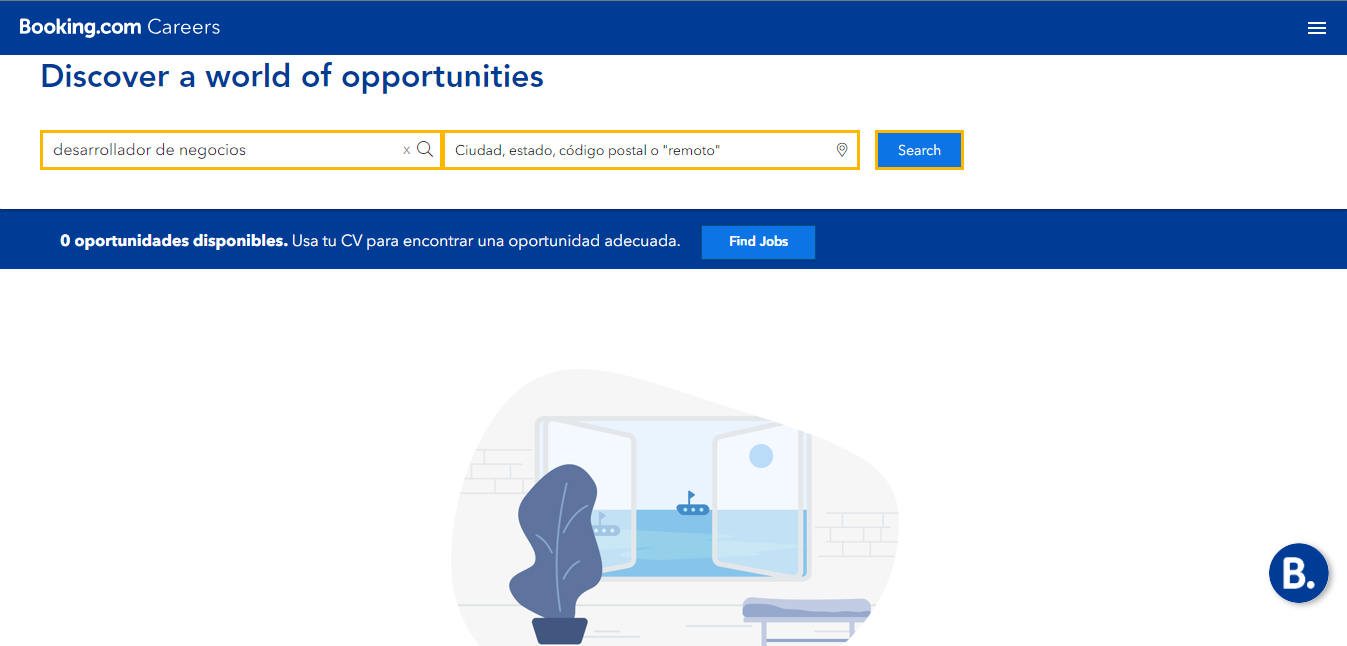 Booking.com Careers
Discover a world of opportunities
desarrollador de negocios x
Ciudad, estado, código postal o "remoto"
Search
0 oportunidades disponibles. Usa tu CV para encontrar una oportunidad adecuada.
Find Jobs
B.